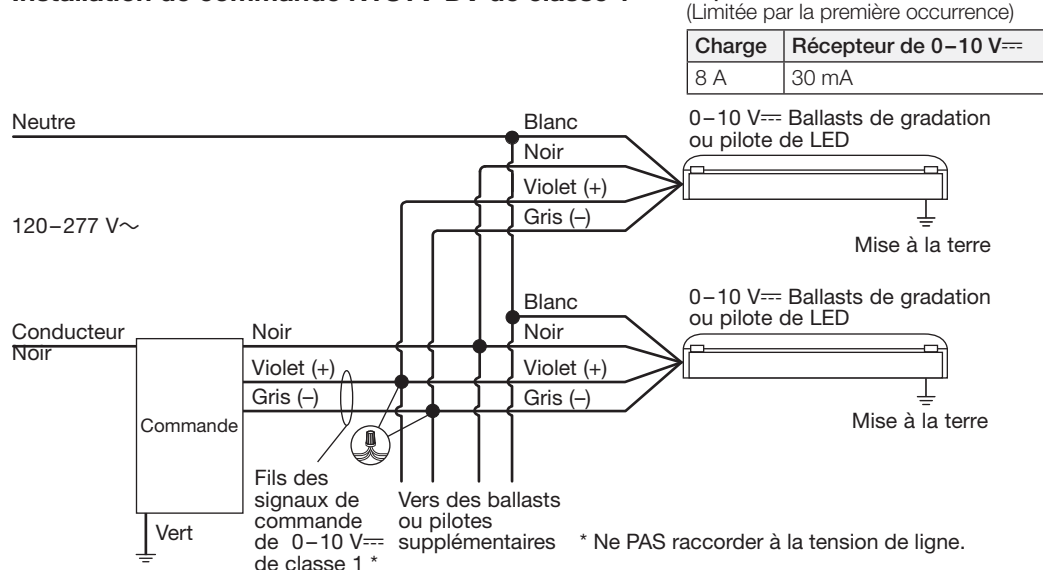 (Limitée par la première occurrence)
Charge Récepteur de 0–10 V⎓
8 A 30 mA
Neutre
Blanc
Noir
Violet (+)
Gris (–)
0–10 V⎓ Ballasts de gradation
ou pilote de LED
Mise à la terre
120–277 V～
Blanc
Noir
Violet (+)
Gris (–)
0–10 V⎓ Ballasts de gradation
ou pilote de LED
Mise à la terre
Conducteur
Noir
Noir
Violet (+)
Gris (–)
Commande
Vert
Fils des
signaux de
commande
de 0–10 V⎓
de classe 1 *
Vers des ballasts
ou pilotes
supplémentaires
* Ne PAS raccorder à la tension de ligne.